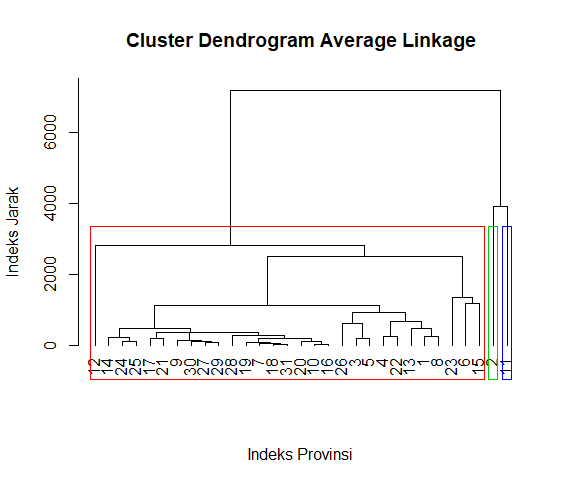 Cluster Dendrogram Average Linkage
Indeks Jarak
6000
4000
2000
0
12 14 24 25 17 21 9 30 27 29 28 19 7 18 31 20 10 16 26 3 5 4 22 13 1 8 23 6 15 2 11
Indeks Provinsi